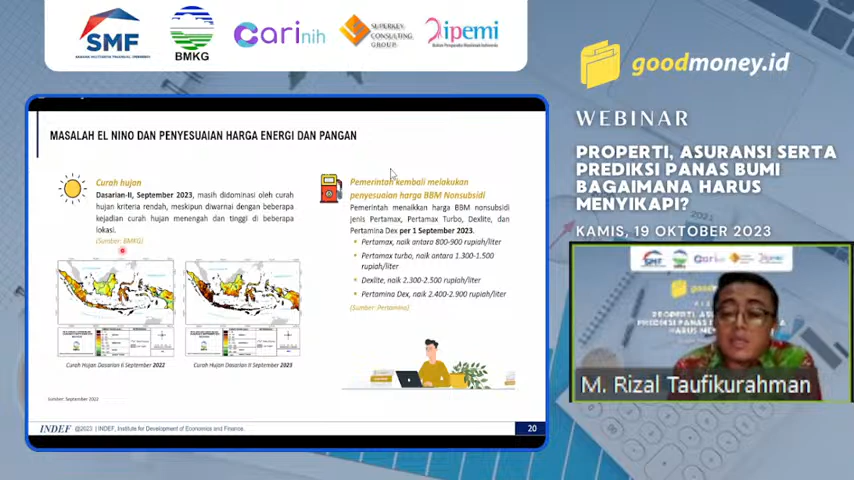 SMF
BMKG
Carinih
SUPERKEY
CONSULTING
GROUP
Dipemi
goodmoney.id
WEBINAR
PROPERTI, ASURANSI SERTA
PREDIKSI PANAS BUMI
BAGAIMANA HARUS
MENYIKAPI?
KAMIS, 19 OKTOBER 2023
MASALAH EL NINO DAN PENYESUAIAN HARGA ENERGI DAN PANGAN
Curah hujan
Dasarian-II, September 2023, masih didominasi oleh curah
hujan kriteria rendah, meskipun diwarnai dengan beberapa
kejadian curah hujan menengah dan tinggi di beberapa
lokasi.
(Sumber: BMKG)
Curah Hujan Dasarian II September 2022
Curah Hujan Dasarian II September 2023
Pemerintah kembali melakukan
penyesuaian harga BBM Nonsubsidi
Pemerintah menaikkan harga BBM nonsubsidi
jenis Pertamax, Pertamax Turbo, Dexlite, dan
Pertamina Dex per 1 September 2023.
Pertamax, naik antara 800-900 rupiah/liter
Pertamax turbo, naik antara 1.300-1.500
rupiah/liter
Dexlite, naik 2.300-2.500 rupiah/liter
Pertamina Dex, naik 2.400-2.900 rupiah/liter
(Sumber: Pertamina)
Sumber: September 2023
INDEF @2023 | INDEF, Institute for Development of Economics and Finance.
20
M. Rizal Taufikurahman